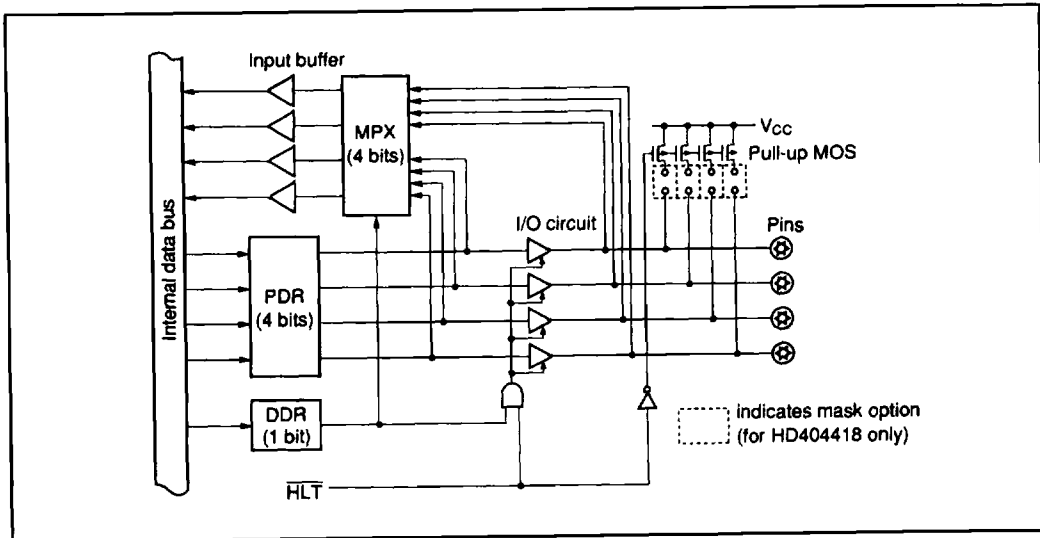 Input buffer
MPX
(4 bits)
VCC
Pull-up MOS
I/O circuit
Pins
Internal data bus
PDR
(4 bits)
DDR
(1 bit)
indicates mask option
(for HD404418 only)
HLT